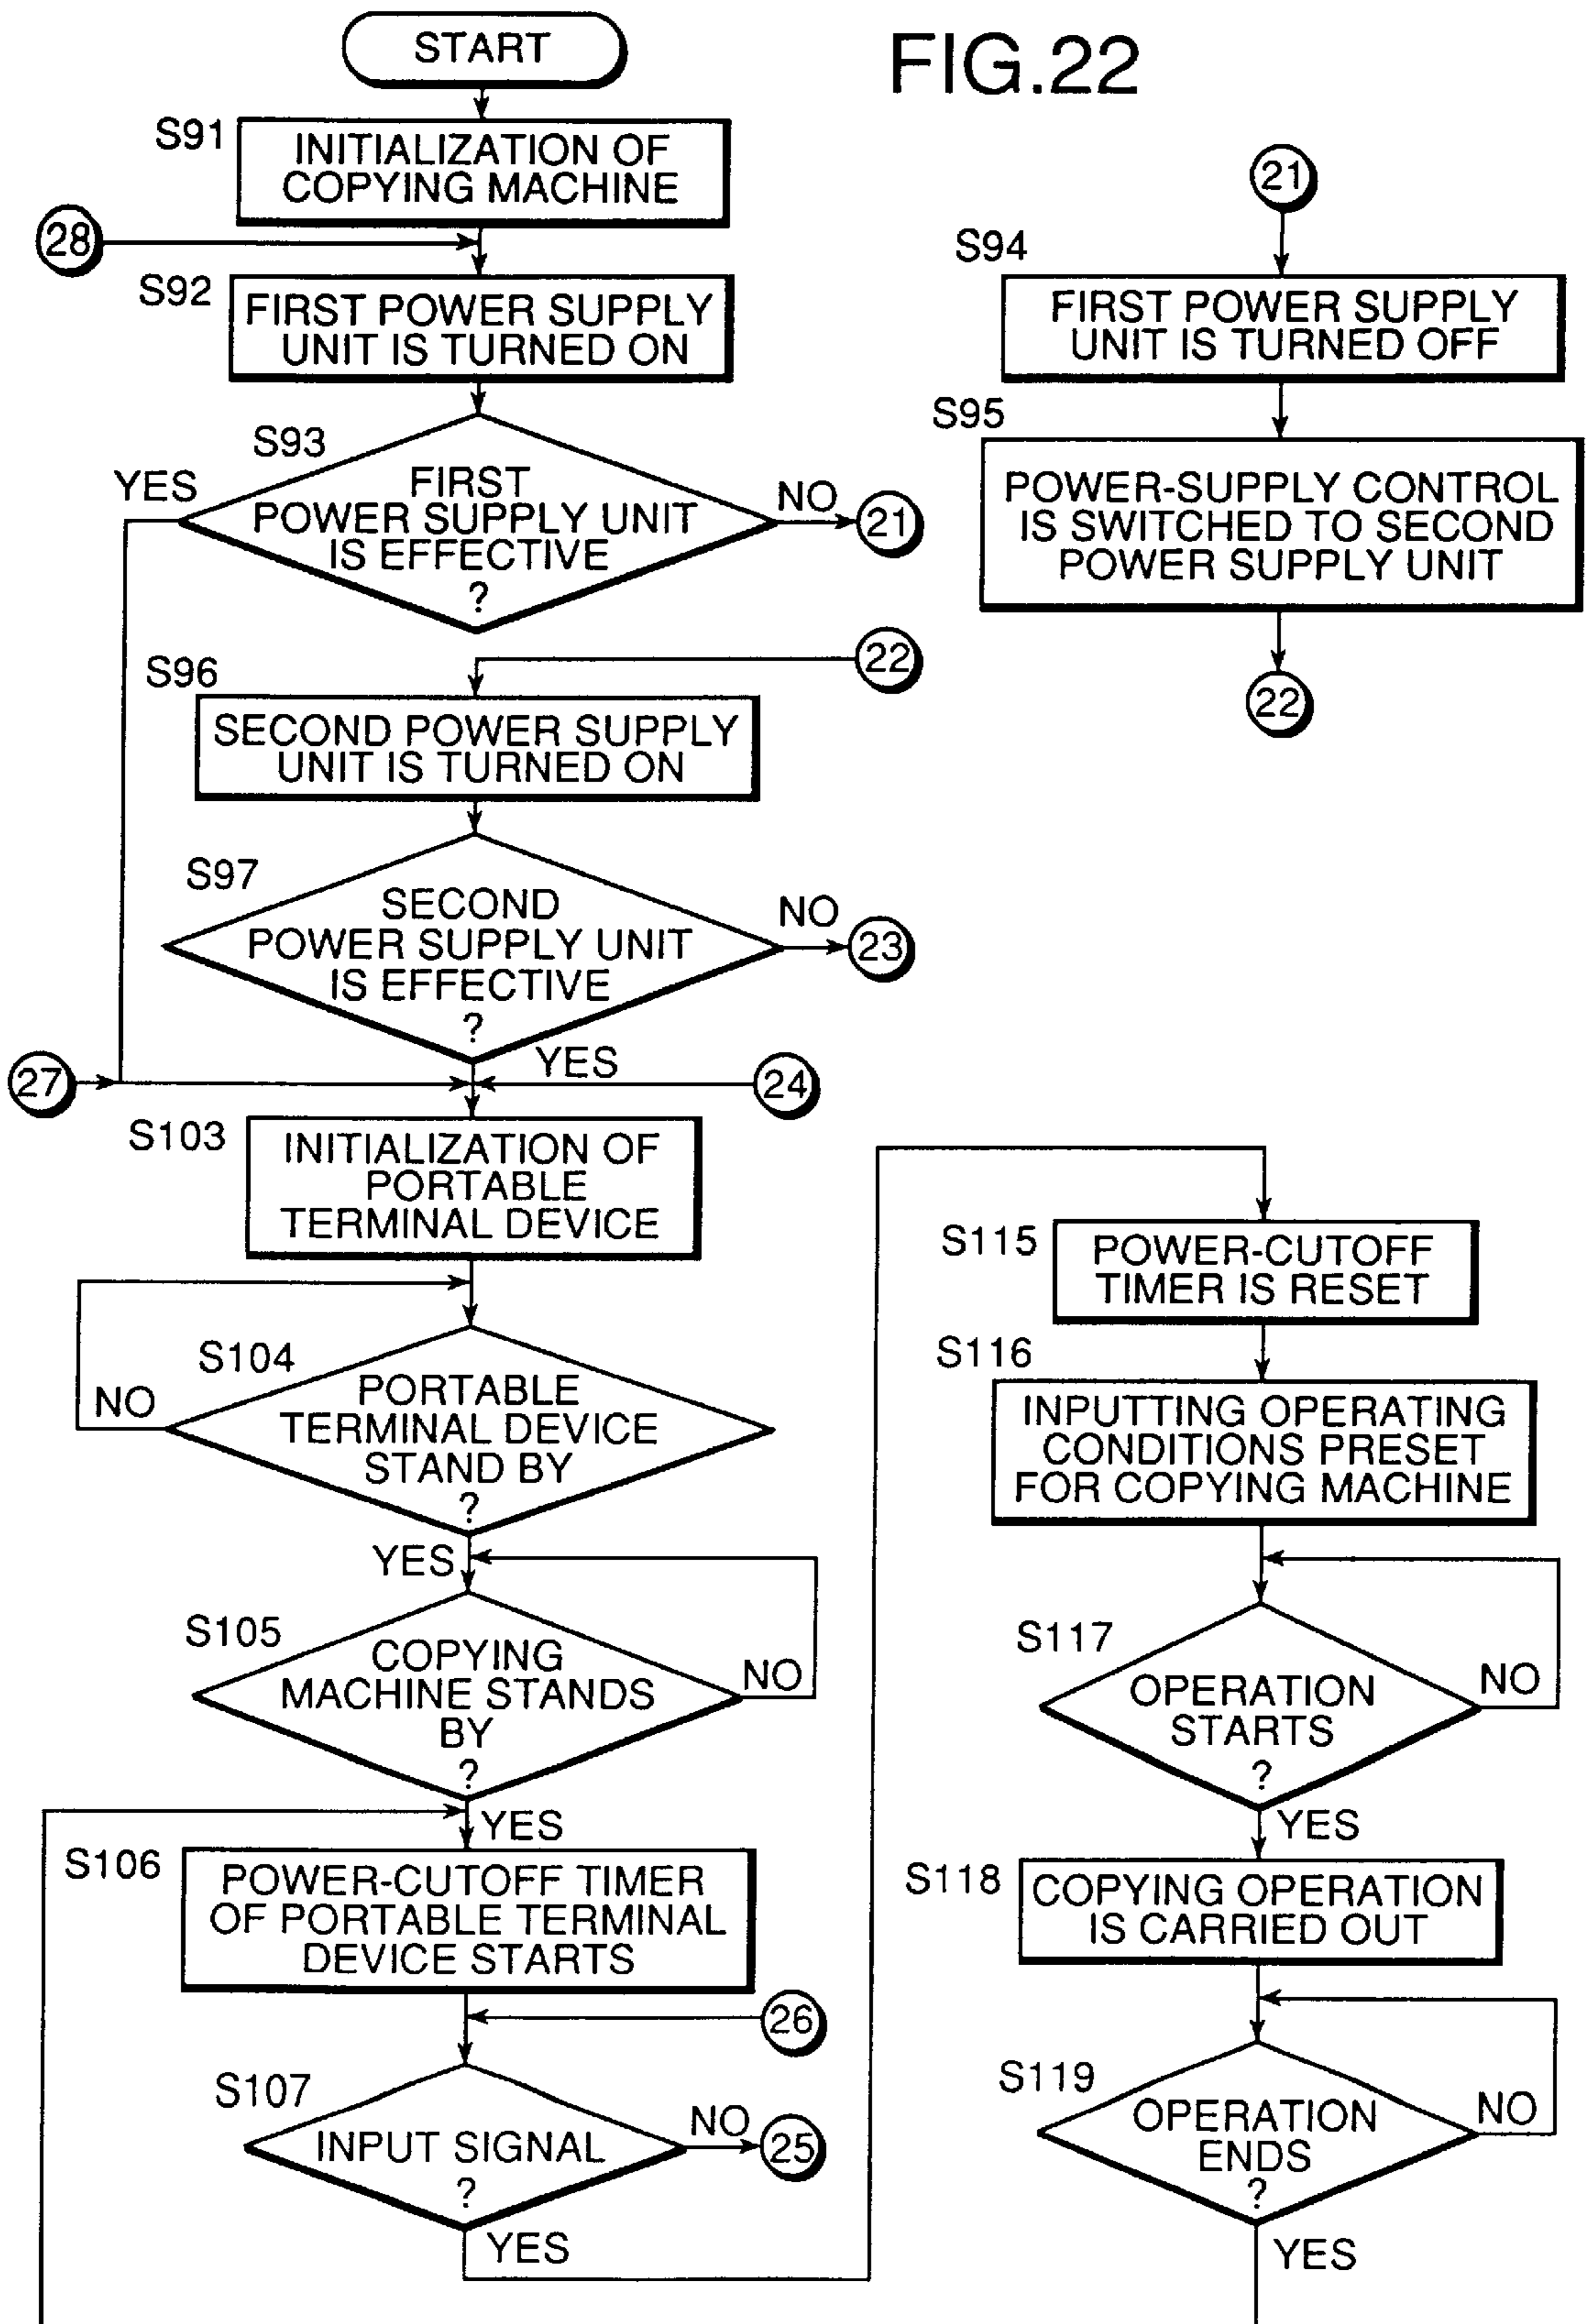 FIG.22
START
S91
INITIALIZATION OF
COPYING MACHINE
28
S92
FIRST POWER SUPPLY
UNIT IS TURNED ON
S93
YES
FIRST
POWER SUPPLY UNIT
IS EFFECTIVE
?
NO
21
22
S96
SECOND POWER SUPPLY
UNIT IS TURNED ON
S97
SECOND
POWER SUPPLY UNIT
IS EFFECTIVE
?
NO
23
YES
27
24
S103
INITIALIZATION OF
PORTABLE
TERMINAL DEVICE
S104
NO
PORTABLE
TERMINAL DEVICE
STAND BY
?
YES
S105
COPYING
MACHINE STANDS
BY
?
NO
YES
S106
POWER-CUTOFF TIMER
OF PORTABLE TERMINAL
DEVICE STARTS
26
S107
INPUT SIGNAL
?
NO
25
YES
21
S94
FIRST POWER SUPPLY
UNIT IS TURNED OFF
S95
POWER-SUPPLY CONTROL
IS SWITCHED TO SECOND
POWER SUPPLY UNIT
22
S115
POWER-CUTOFF
TIMER IS RESET
S116
INPUTTING OPERATING
CONDITIONS PRESET
FOR COPYING MACHINE
S117
OPERATION
STARTS
?
NO
YES
S118
COPYING OPERATION
IS CARRIED OUT
S119
OPERATION
ENDS
?
NO
YES